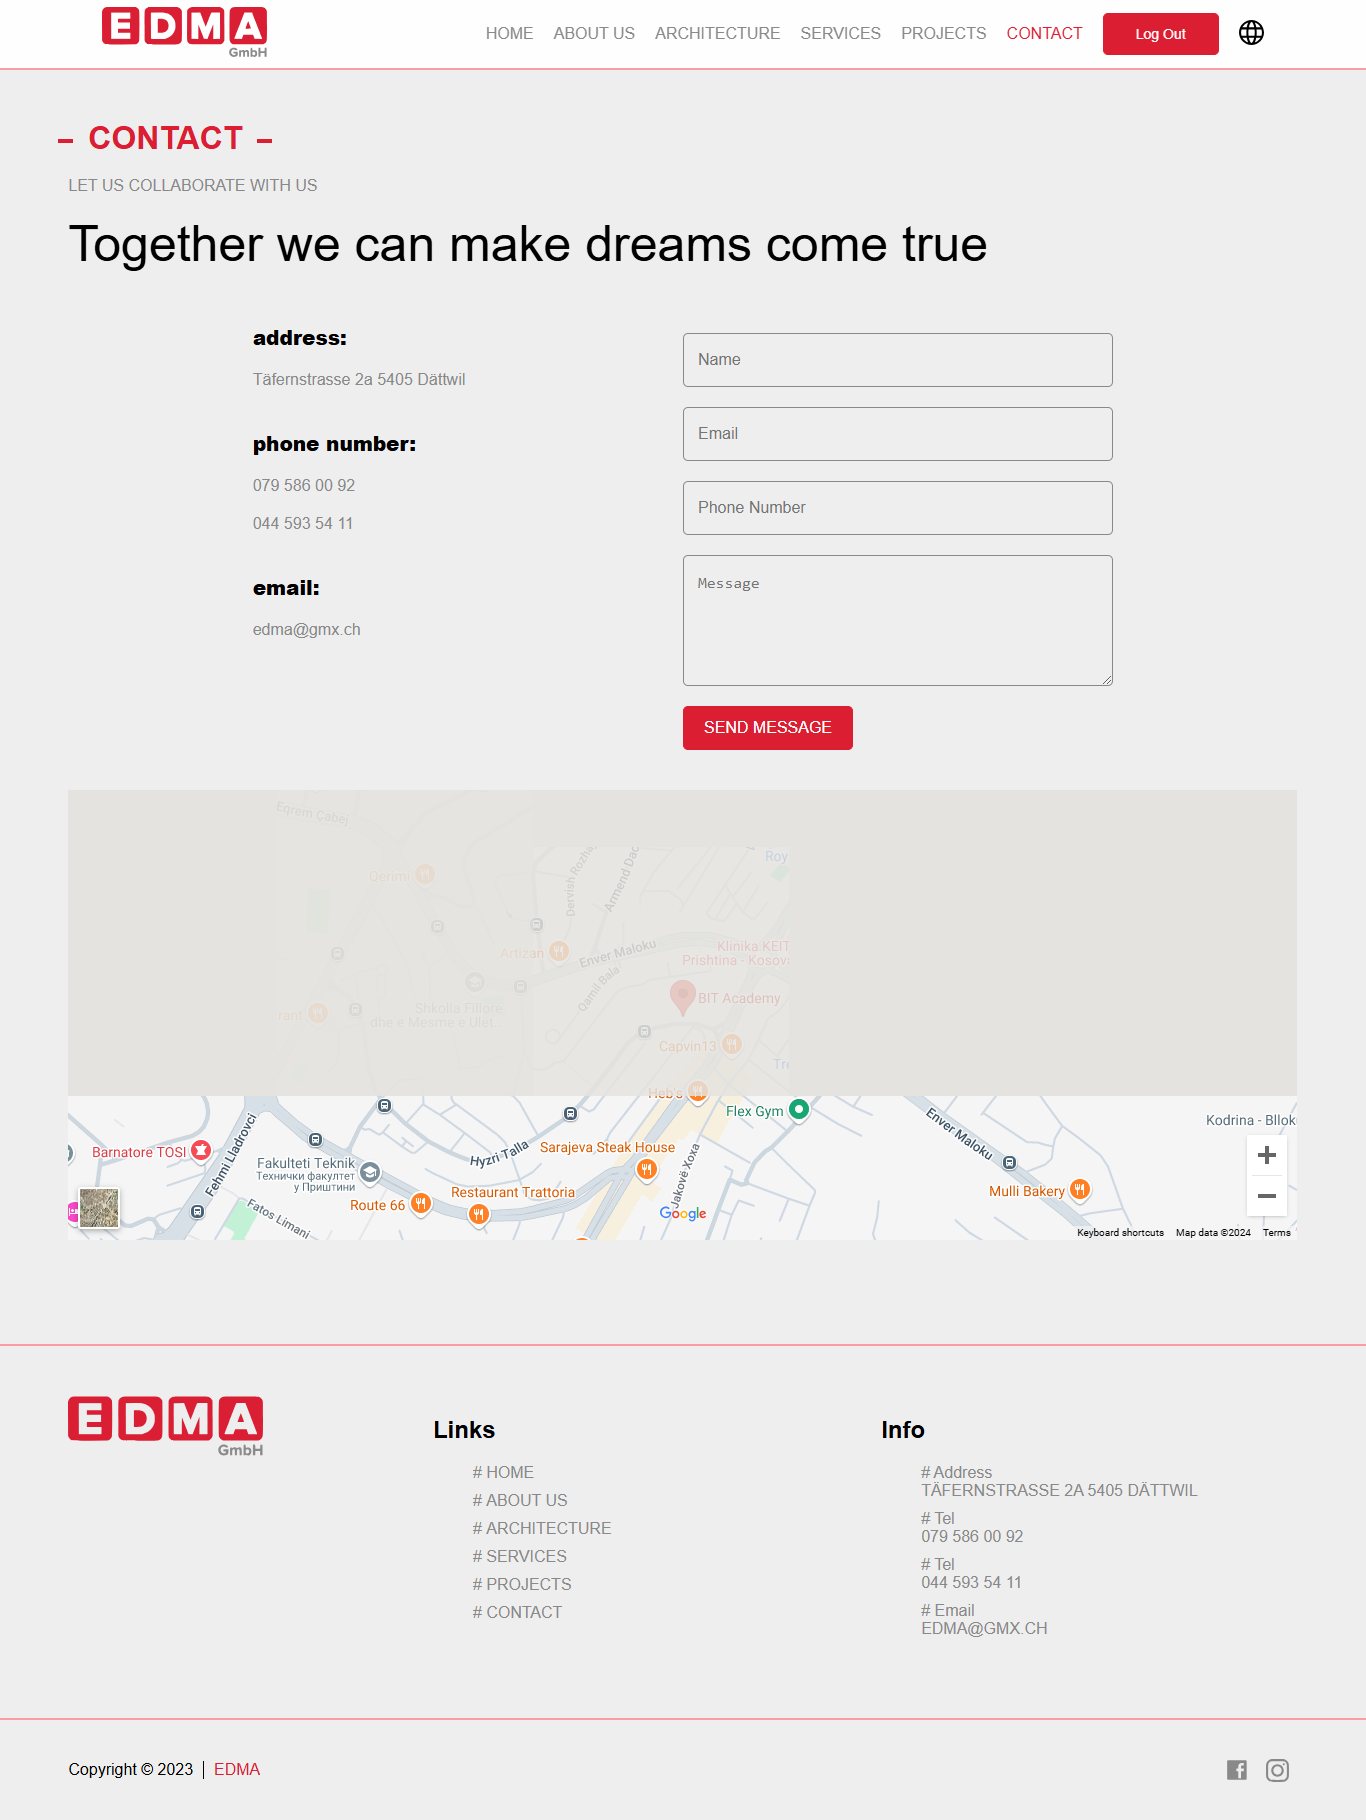 EDMA
GmbH
HOME ABOUT US ARCHITECTURE SERVICES PROJECTS CONTACT Log Out
– CONTACT –
LET US COLLABORATE WITH US
Together we can make dreams come true
address:
Täfernstrasse 2a 5405 Dättwil
phone number:
079 586 00 92
044 593 54 11
email:
edma@gmx.ch
Name
Email
Phone Number
Message
SEND MESSAGE
Eqrem Çabej
Qerimi
Dervish Rozha
Armend Dac
Roy
Artizan
Enver Maloku
Klinika KEIT
Prishtina - Kosova
Qamil Bala
BIT Academy
Shkolla Fillore
dhe e Mesme e Ulët...
rant
Capvin13
Tre
Heb's
Flex Gym
Enver Maloku
Kodrina - Blloku
Barnatore TOSI
Fehmi Lladrovci
Hyzri Talla
Sarajeva Steak House
Fakulteti Teknik
Технички факултет
у Приштини
Jakovë Xoxa
Restaurant Trattoria
Route 66
Mulli Bakery
Fatos Limani
Google
Keyboard shortcuts Map data ©2024 Terms
EDMA
GmbH
Links
# HOME
# ABOUT US
# ARCHITECTURE
# SERVICES
# PROJECTS
# CONTACT
Info
# Address
TÄFERNSTRASSE 2A 5405 DÄTTWIL
# Tel
079 586 00 92
# Tel
044 593 54 11
# Email
EDMA@GMX.CH
Copyright © 2023 | EDMA